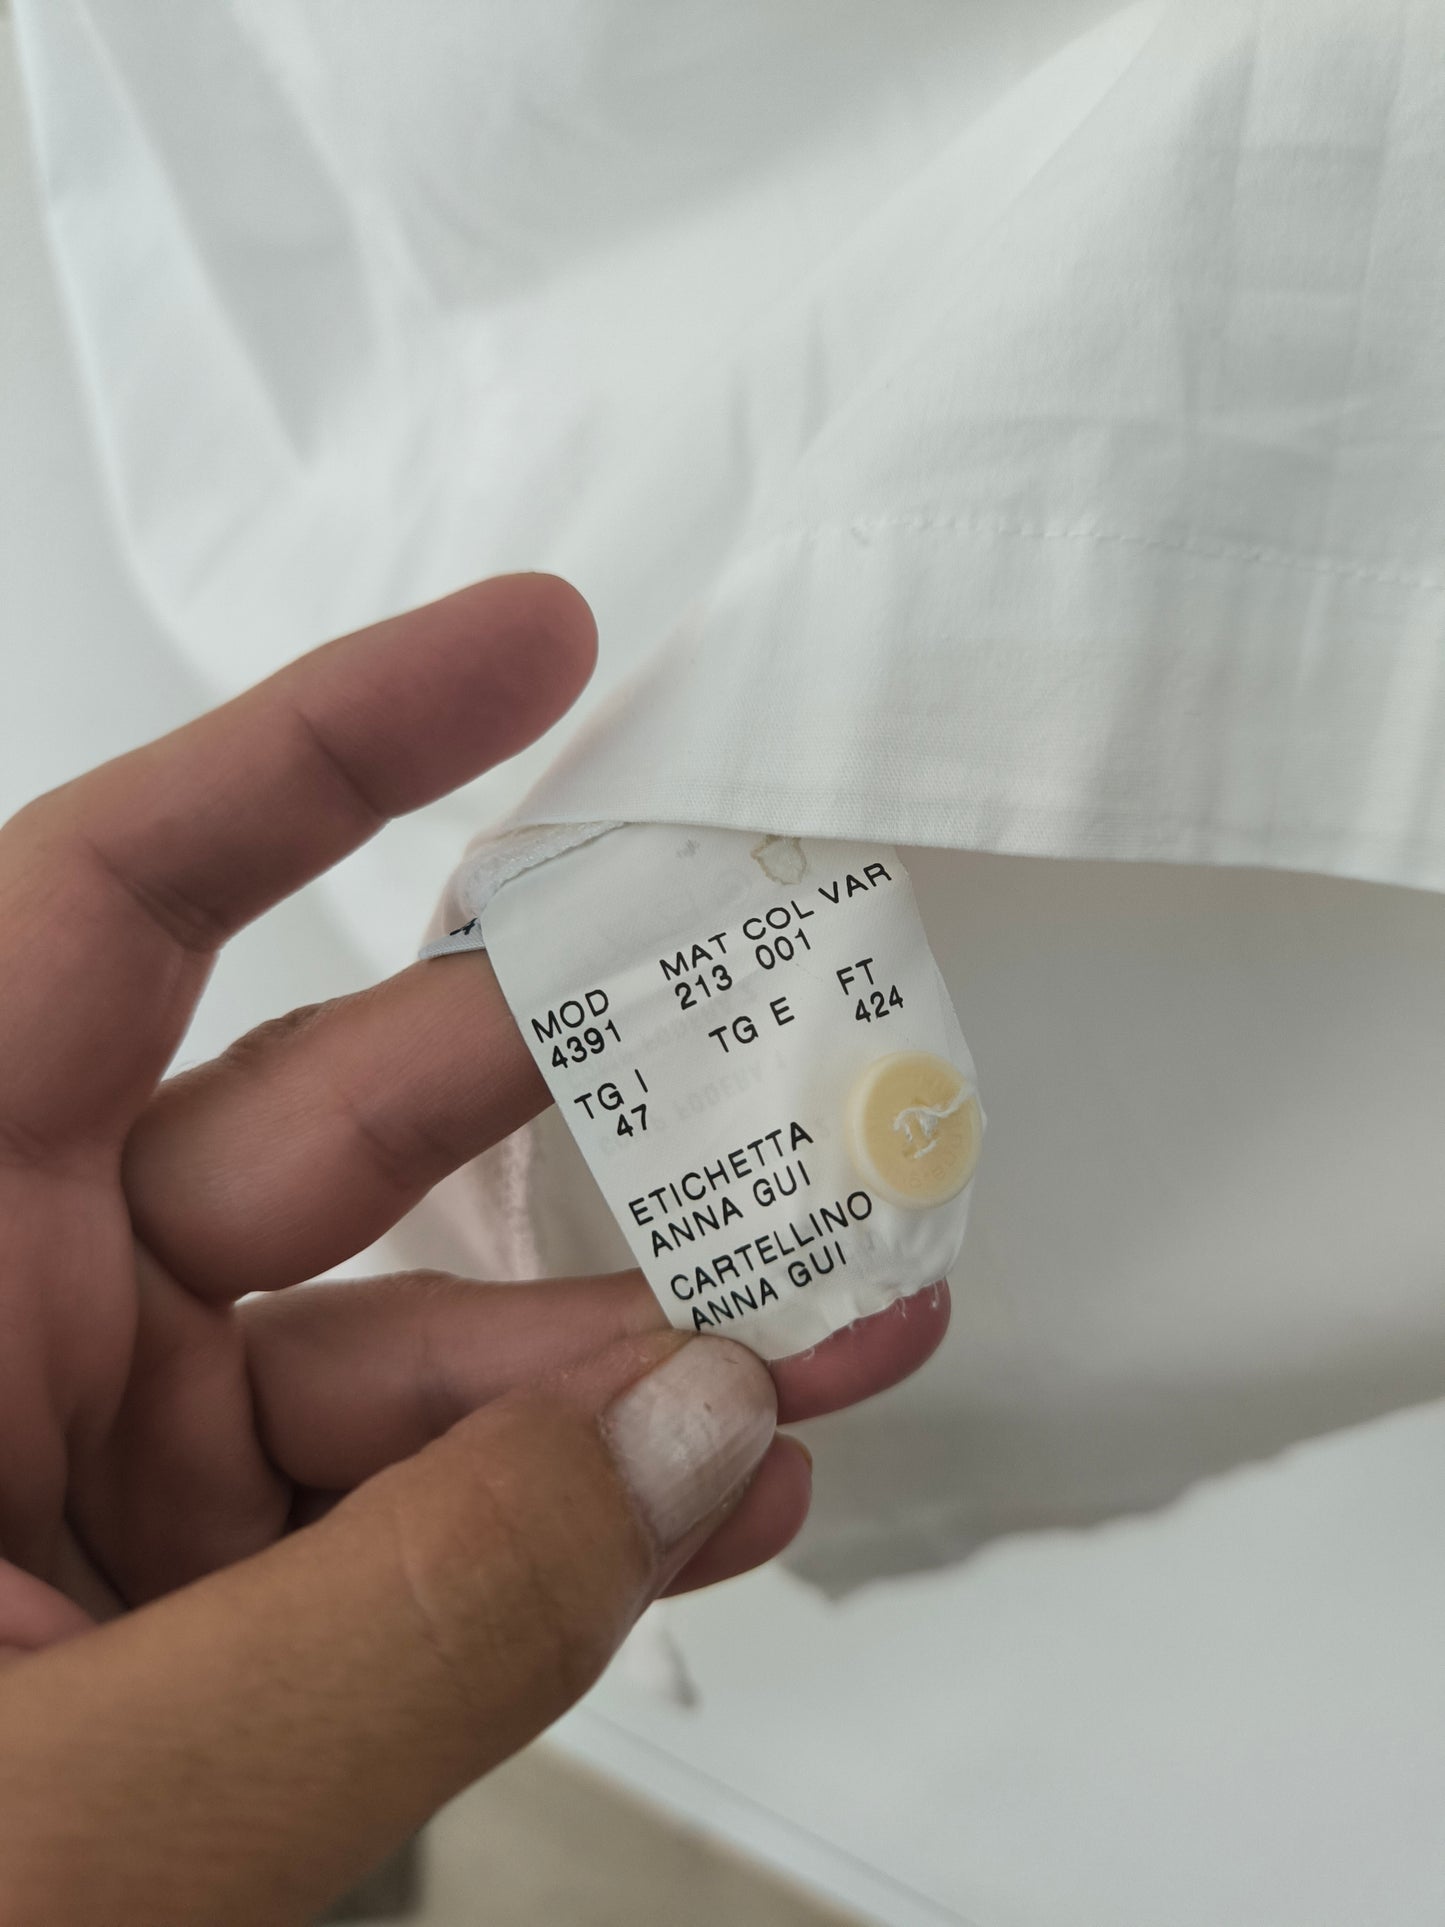 MOD MAT COL VAR
4391 213 001
TG I TG E FT
47 424
ETICHETTA
ANNA GUI
CARTELLINO
ANNA GUI